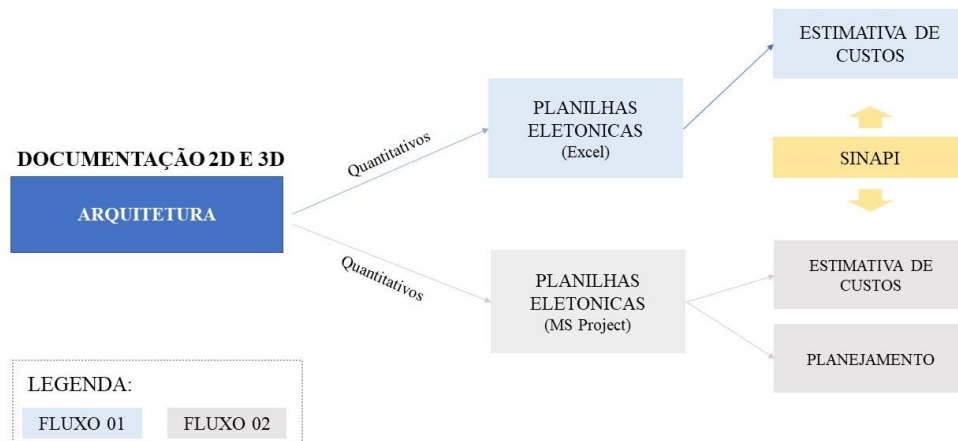 ESTIMATIVA DE
CUSTOS
PLANILHAS
ELETONICAS
(Excel)
Quantitativos
DOCUMENTAÇÃO 2D E 3D
SINAPI
ARQUITETURA
Quantitativos
PLANILHAS
ELETONICAS
(MS Project)
ESTIMATIVA DE
CUSTOS
PLANEJAMENTO
LEGENDA:
FLUXO 01
FLUXO 02